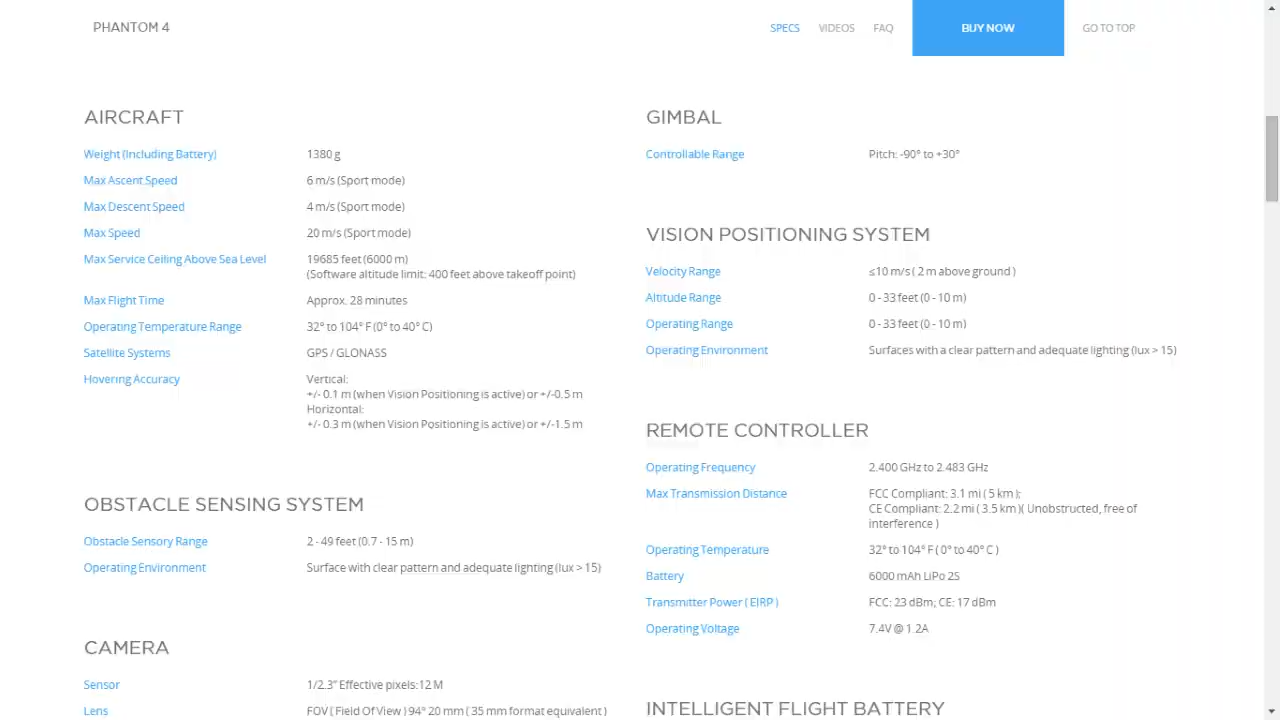 PHANTOM 4
SPECS VIDEOS FAQ BUY NOW GO TO TOP
AIRCRAFT
Weight (Including Battery) 1380 g
Max Ascent Speed 6 m/s (Sport mode)
Max Descent Speed 4 m/s (Sport mode)
Max Speed 20 m/s (Sport mode)
Max Service Ceiling Above Sea Level 19685 feet (6000 m)
(Software altitude limit: 400 feet above takeoff point)
Max Flight Time Approx. 28 minutes
Operating Temperature Range 32° to 104° F (0° to 40° C)
Satellite Systems GPS / GLONASS
Hovering Accuracy Vertical:
+/- 0.1 m (when Vision Positioning is active) or +/-0.5 m
Horizontal:
+/- 0.3 m (when Vision Positioning is active) or +/-1.5 m
OBSTACLE SENSING SYSTEM
Obstacle Sensory Range 2 - 49 feet (0.7 - 15 m)
Operating Environment Surface with clear pattern and adequate lighting (lux > 15)
CAMERA
Sensor 1/2.3” Effective pixels:12 M
Lens FOV ( Field Of View ) 94° 20 mm ( 35 mm format equivalent )
GIMBAL
Controllable Range Pitch: -90° to +30°
VISION POSITIONING SYSTEM
Velocity Range ≤10 m/s ( 2 m above ground )
Altitude Range 0 - 33 feet (0 - 10 m)
Operating Range 0 - 33 feet (0 - 10 m)
Operating Environment Surfaces with a clear pattern and adequate lighting (lux > 15)
REMOTE CONTROLLER
Operating Frequency 2.400 GHz to 2.483 GHz
Max Transmission Distance FCC Compliant: 3.1 mi ( 5 km );
CE Compliant: 2.2 mi ( 3.5 km )( Unobstructed, free of
interference )
Operating Temperature 32° to 104° F ( 0° to 40° C )
Battery 6000 mAh LiPo 2S
Transmitter Power ( EIRP ) FCC: 23 dBm; CE: 17 dBm
Operating Voltage 7.4V @ 1.2A
INTELLIGENT FLIGHT BATTERY